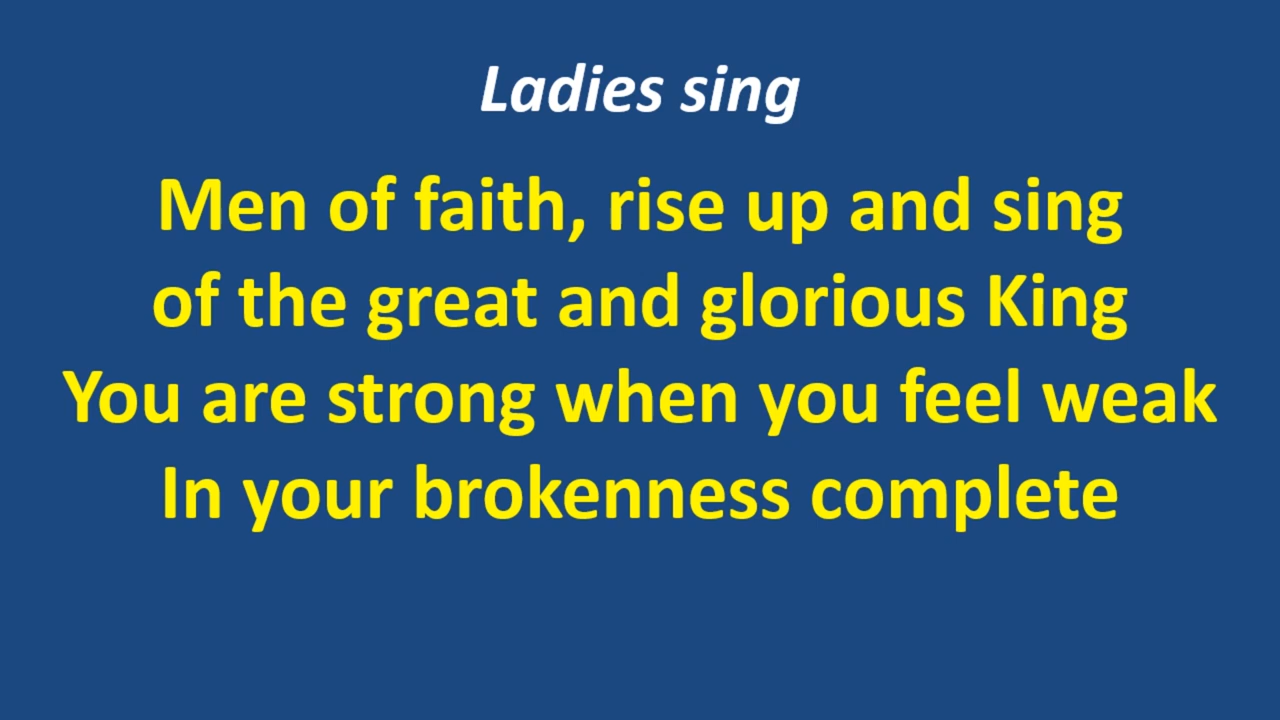 Ladies sing
Men of faith, rise up and sing
of the great and glorious King
You are strong when you feel weak
In your brokenness complete